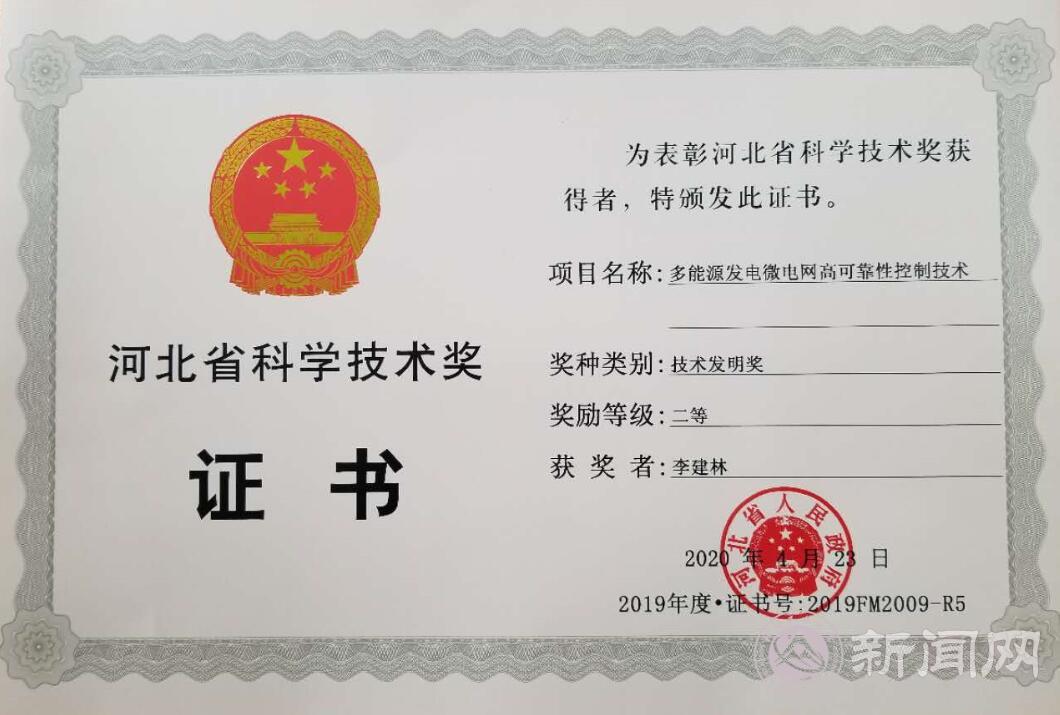 河北省科学技术奖
证书
为表彰河北省科学技术奖获
得者，特颁发此证书。
项目名称：多能源发电微电网高可靠性控制技术
奖种类别：技术发明奖
奖励等级：二等
获奖者：李建林
河北省人民政府
2020 年 4 月 23 日
2019年度•证书号：2019FM2009-R5
新闻网